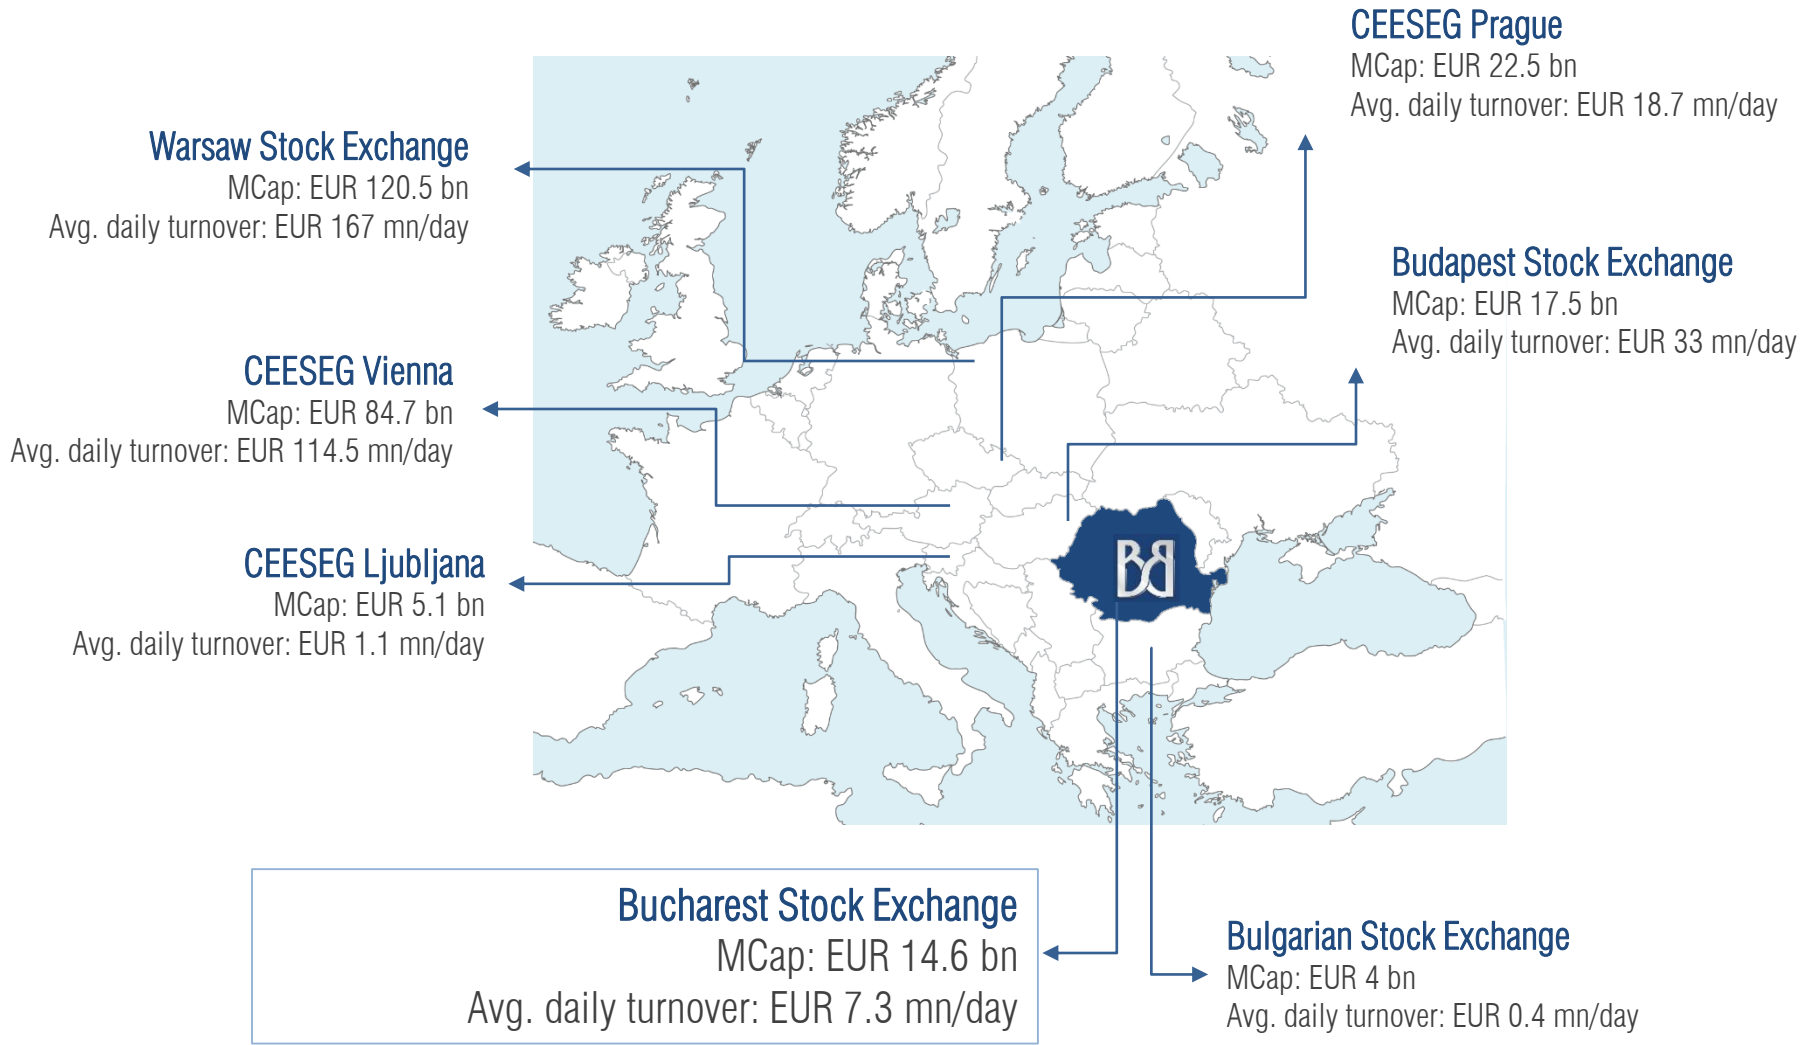 CEESEG Prague
MCap: EUR 22.5 bn
Avg. daily turnover: EUR 18.7 mn/day
Warsaw Stock Exchange
MCap: EUR 120.5 bn
Avg. daily turnover: EUR 167 mn/day
Budapest Stock Exchange
MCap: EUR 17.5 bn
Avg. daily turnover: EUR 33 mn/day
CEESEG Vienna
MCap: EUR 84.7 bn
Avg. daily turnover: EUR 114.5 mn/day
CEESEG Ljubljana
MCap: EUR 5.1 bn
Avg. daily turnover: EUR 1.1 mn/day
Bucharest Stock Exchange
MCap: EUR 14.6 bn
Avg. daily turnover: EUR 7.3 mn/day
Bulgarian Stock Exchange
MCap: EUR 4 bn
Avg. daily turnover: EUR 0.4 mn/day